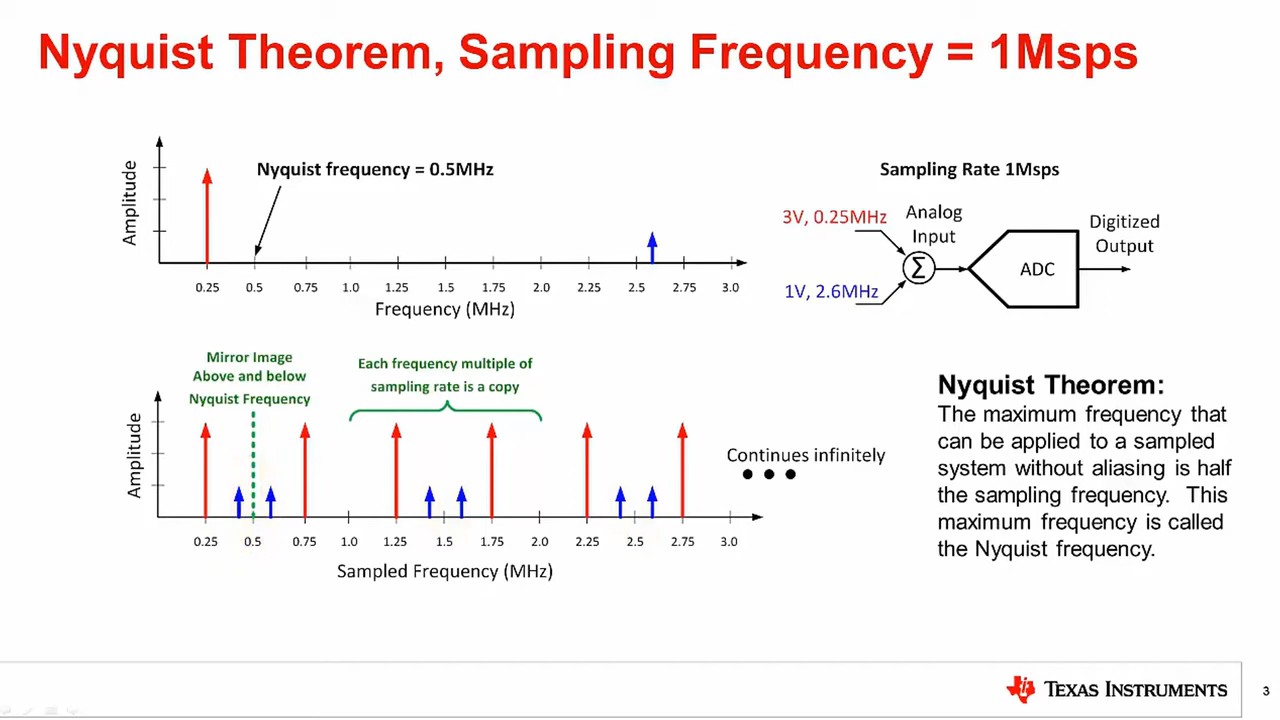 Nyquist Theorem, Sampling Frequency = 1Msps
Amplitude
Nyquist frequency = 0.5MHz
0.25 0.5 0.75 1.0 1.25 1.5 1.75 2.0 2.25 2.5 2.75 3.0
Frequency (MHz)
Sampling Rate 1Msps
3V, 0.25MHz
Analog
Input
1V, 2.6MHz
Σ
ADC
Digitized
Output
Mirror Image
Above and below
Nyquist Frequency
Each frequency multiple of
sampling rate is a copy
Amplitude
Continues infinitely
0.25 0.5 0.75 1.0 1.25 1.5 1.75 2.0 2.25 2.5 2.75 3.0
Sampled Frequency (MHz)
Nyquist Theorem:
The maximum frequency that
can be applied to a sampled
system without aliasing is half
the sampling frequency. This
maximum frequency is called
the Nyquist frequency.
TEXAS INSTRUMENTS
3